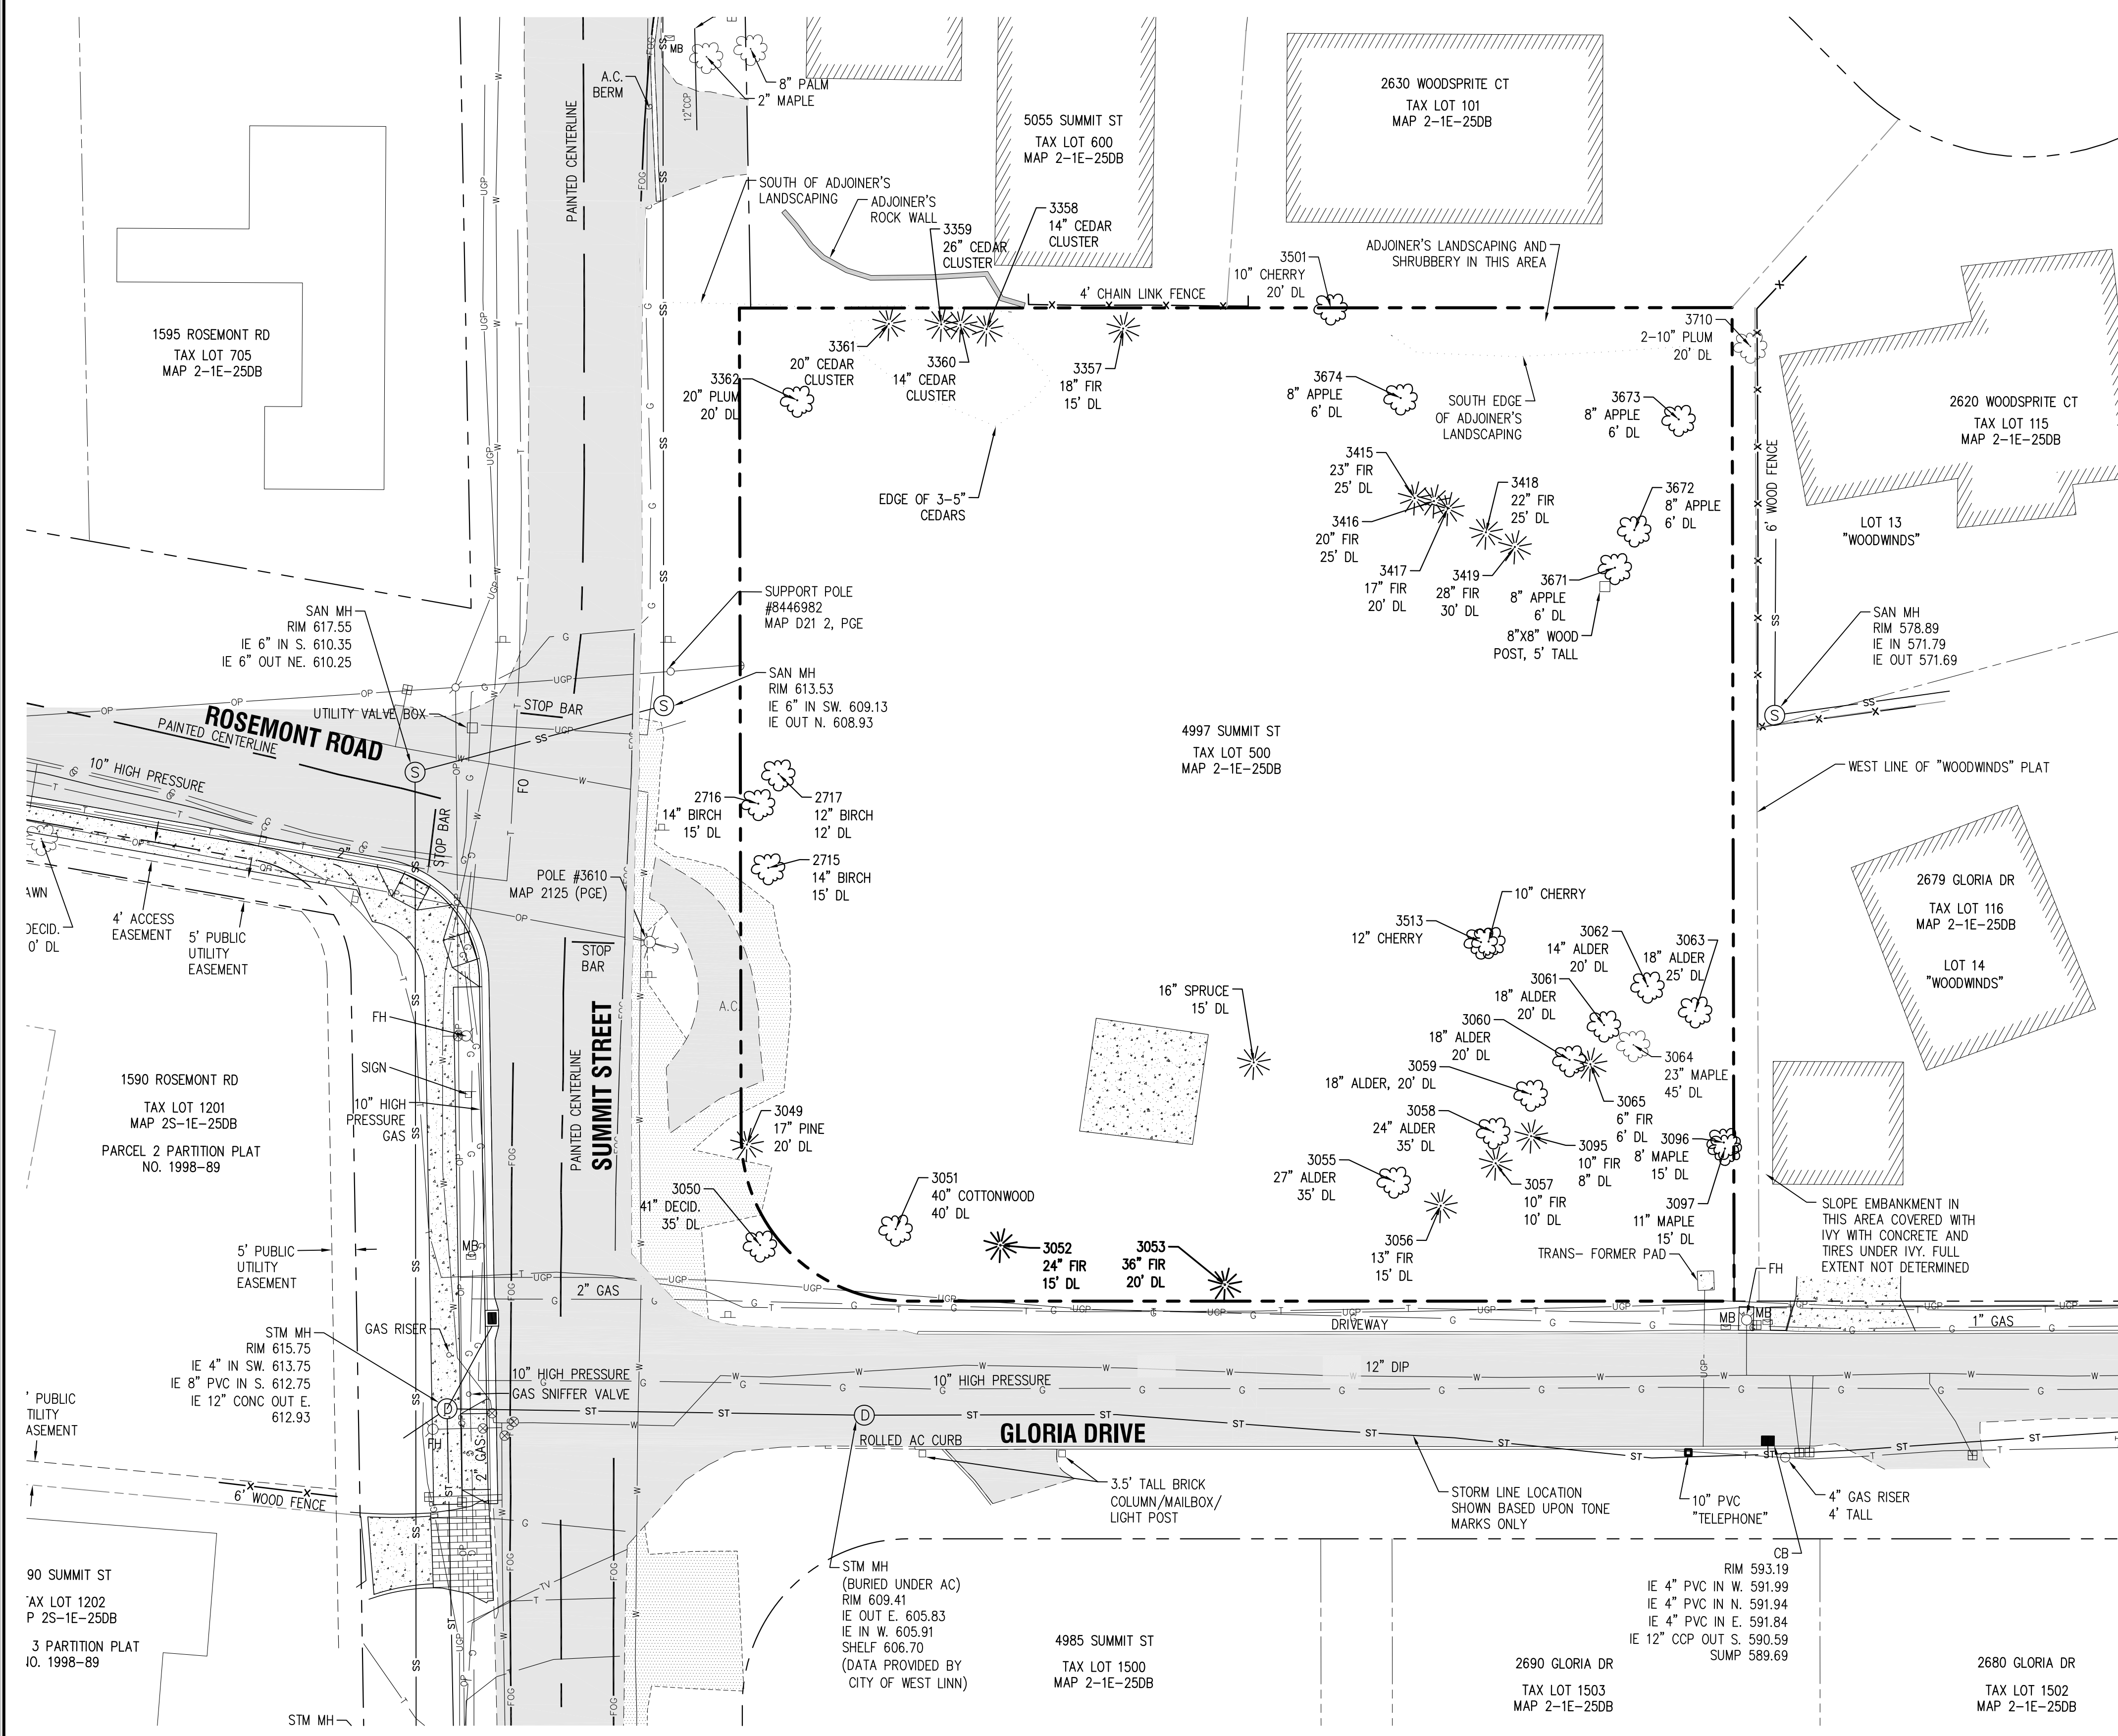 A.C.
BERM
PAINTED CENTERLINE
12"CCP
MB
8" PALM
2" MAPLE
5055 SUMMIT ST
TAX LOT 600
MAP 2-1E-25DB
2630 WOODSPRITE CT
TAX LOT 101
MAP 2-1E-25DB
SOUTH OF ADJOINER'S
LANDSCAPING
ADJOINER'S
ROCK WALL
3359
26" CEDAR
CLUSTER
3358
14" CEDAR
CLUSTER
3501
10" CHERRY
20' DL
ADJOINER'S LANDSCAPING AND
SHRUBBERY IN THIS AREA
4' CHAIN LINK FENCE
1595 ROSEMONT RD
TAX LOT 705
MAP 2-1E-25DB
3361
20" CEDAR
CLUSTER
3360
14" CEDAR
CLUSTER
3357
18" FIR
15' DL
3362
20" PLUM
20' DL
3674
8" APPLE
6' DL
SOUTH EDGE
OF ADJOINER'S
LANDSCAPING
3710
2-10" PLUM
20' DL
3673
8" APPLE
6' DL
2620 WOODSPRITE CT
TAX LOT 115
MAP 2-1E-25DB
6' WOOD FENCE
LOT 13
"WOODWINDS"
EDGE OF 3-5"
CEDARS
3415
23" FIR
25' DL
3416
20" FIR
25' DL
3417
17" FIR
20' DL
3418
22" FIR
25' DL
3419
28" FIR
30' DL
3672
8" APPLE
6' DL
3671
8" APPLE
6' DL
8"X8" WOOD
POST, 5' TALL
SAN MH
RIM 617.55
IE 6" IN S. 610.35
IE 6" OUT NE. 610.25
SUPPORT POLE
#8446982
MAP D21 2, PGE
SAN MH
RIM 613.53
IE 6" IN SW. 609.13
IE OUT N. 608.93
SAN MH
RIM 578.89
IE IN 571.79
IE OUT 571.69
UTILITY VALVE BOX
STOP BAR
ROSEMONT ROAD
PAINTED CENTERLINE
10" HIGH PRESSURE
FO
STOP BAR
2"
4997 SUMMIT ST
TAX LOT 500
MAP 2-1E-25DB
WEST LINE OF "WOODWINDS" PLAT
2716
14" BIRCH
15' DL
2717
12" BIRCH
12' DL
2715
14" BIRCH
15' DL
POLE #3610
MAP 2125 (PGE)
AWN
DECID.
0' DL
4' ACCESS
EASEMENT
5' PUBLIC
UTILITY
EASEMENT
STOP
BAR
2679 GLORIA DR
TAX LOT 116
MAP 2-1E-25DB
LOT 14
"WOODWINDS"
10" CHERRY
3513
12" CHERRY
3062
14" ALDER
20' DL
3063
18" ALDER
25' DL
3061
18" ALDER
20' DL
3060
18" ALDER
20' DL
3059
18" ALDER, 20' DL
3064
23" MAPLE
45' DL
3065
6" FIR
6' DL
3058
24" ALDER
35' DL
3095
10" FIR
8" DL
3096
8' MAPLE
15' DL
3055
27" ALDER
35' DL
3057
10" FIR
10' DL
3097
11" MAPLE
15' DL
3056
13" FIR
15' DL
16" SPRUCE
15' DL
A.C.
FH
SIGN
10" HIGH
PRESSURE
GAS
PAINTED CENTERLINE
SUMMIT STREET
1590 ROSEMONT RD
TAX LOT 1201
MAP 2S-1E-25DB
PARCEL 2 PARTITION PLAT
NO. 1998-89
3049
17" PINE
20' DL
3050
41" DECID.
35' DL
3051
40" COTTONWOOD
40' DL
3052
24" FIR
15' DL
3053
36" FIR
20' DL
TRANS- FORMER PAD
SLOPE EMBANKMENT IN
THIS AREA COVERED WITH
IVY WITH CONCRETE AND
TIRES UNDER IVY. FULL
EXTENT NOT DETERMINED
FH
MB
MB
MB
5' PUBLIC
UTILITY
EASEMENT
2" GAS
DRIVEWAY
1" GAS
STM MH
RIM 615.75
IE 4" IN SW. 613.75
IE 8" PVC IN S. 612.75
IE 12" CONC OUT E.
612.93
GAS RISER
10" HIGH PRESSURE
GAS SNIFFER VALVE
10" HIGH PRESSURE
12" DIP
FH
2" GAS
ROLLED AC CURB
GLORIA DRIVE
' PUBLIC
TILITY
ASEMENT
6' WOOD FENCE
3.5' TALL BRICK
COLUMN/MAILBOX/
LIGHT POST
STORM LINE LOCATION
SHOWN BASED UPON TONE
MARKS ONLY
10" PVC
"TELEPHONE"
4" GAS RISER
4' TALL
STM MH
(BURIED UNDER AC)
RIM 609.41
IE OUT E. 605.83
IE IN W. 605.91
SHELF 606.70
(DATA PROVIDED BY
CITY OF WEST LINN)
CB
RIM 593.19
IE 4" PVC IN W. 591.99
IE 4" PVC IN N. 591.94
IE 4" PVC IN E. 591.84
IE 12" CCP OUT S. 590.59
SUMP 589.69
90 SUMMIT ST
TAX LOT 1202
P 2S-1E-25DB
3 PARTITION PLAT
NO. 1998-89
STM MH
4985 SUMMIT ST
TAX LOT 1500
MAP 2-1E-25DB
2690 GLORIA DR
TAX LOT 1503
MAP 2-1E-25DB
2680 GLORIA DR
TAX LOT 1502
MAP 2-1E-25DB